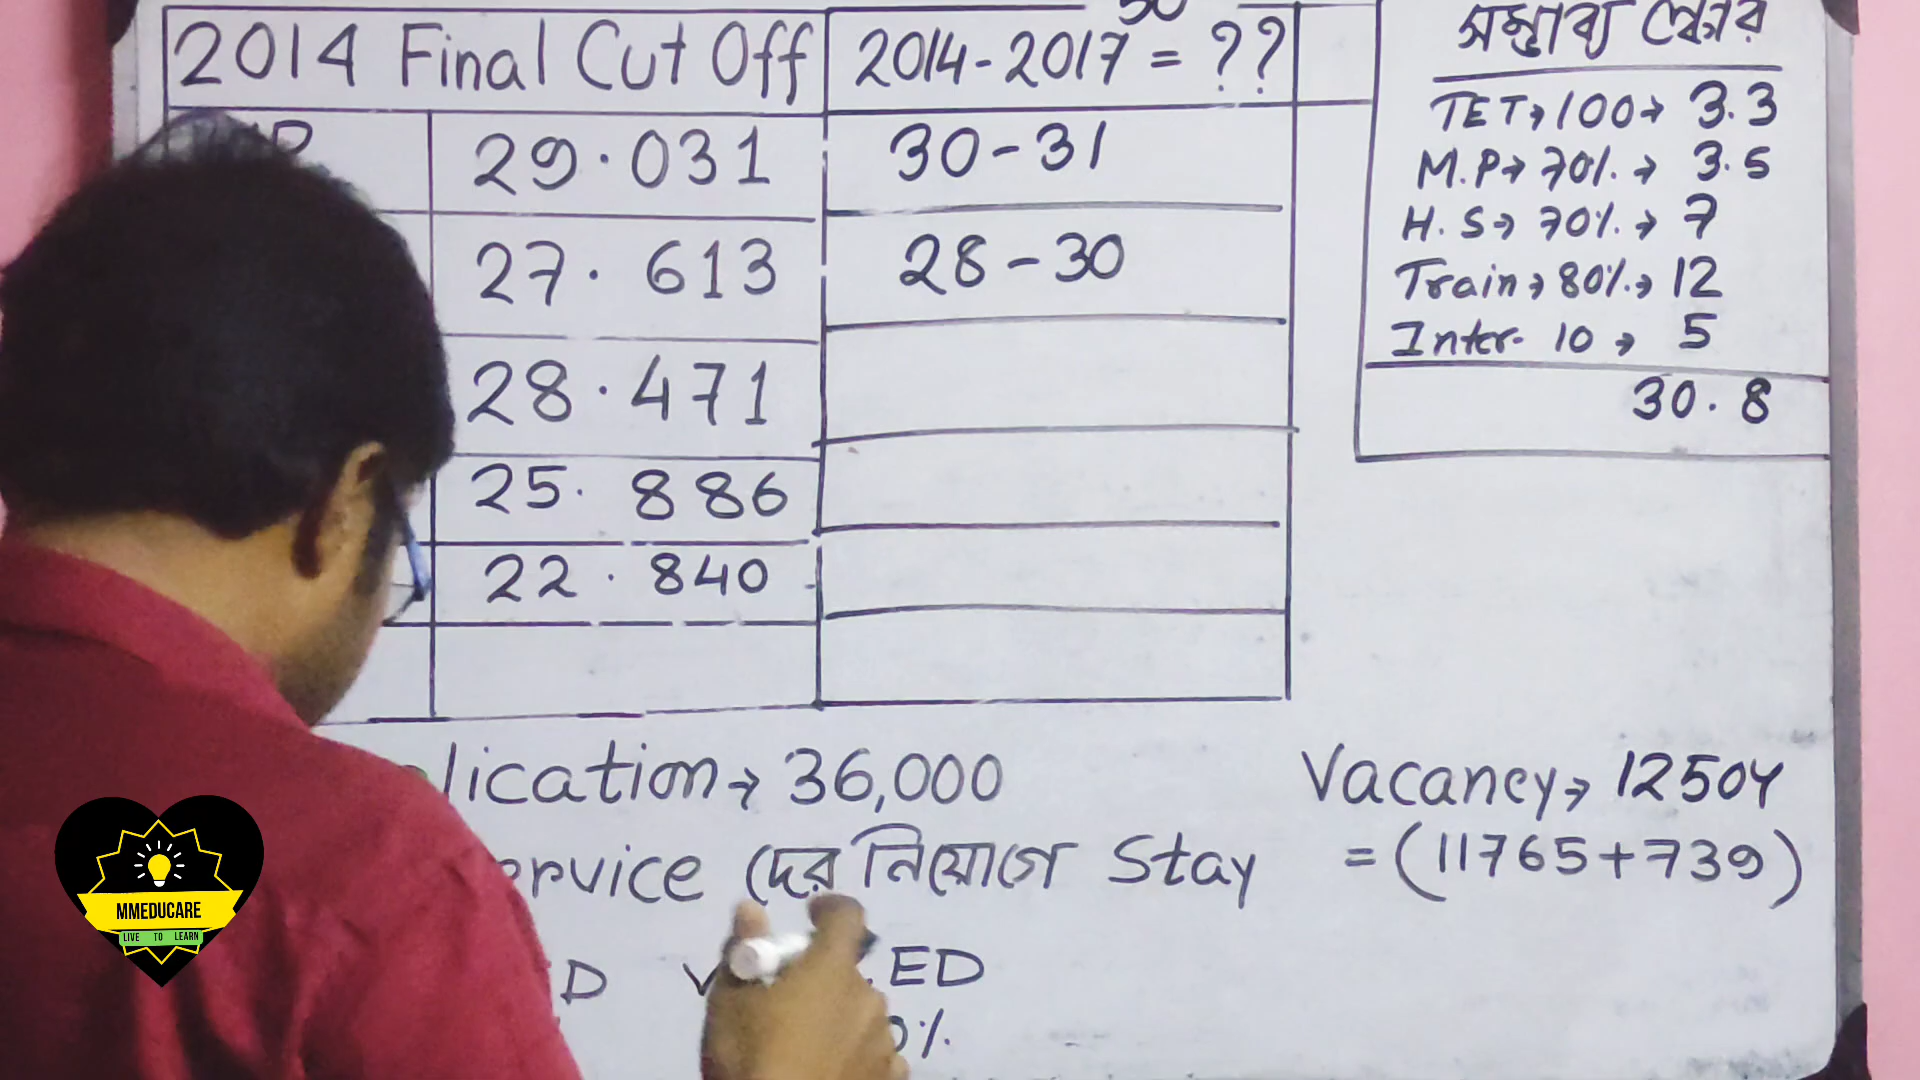 2014 Final Cut Off
2014-2017 = ??
29.031
30-31
27.613
28-30
28.471
25.886
22.840
সম্ভাব্য স্কোর
TET→100→ 3.3
M.P→ 70%.→ 3.5
H.S→ 70%.→ 7
Train→80%.→ 12
Inter- 10 → 5
30.8
lication→ 36,000
Vacancy→ 12504
ervice দের নিয়োগে Stay
=(11765+739)
D
.ED
0%.
MMEDUCARE
LIVE TO LEARN